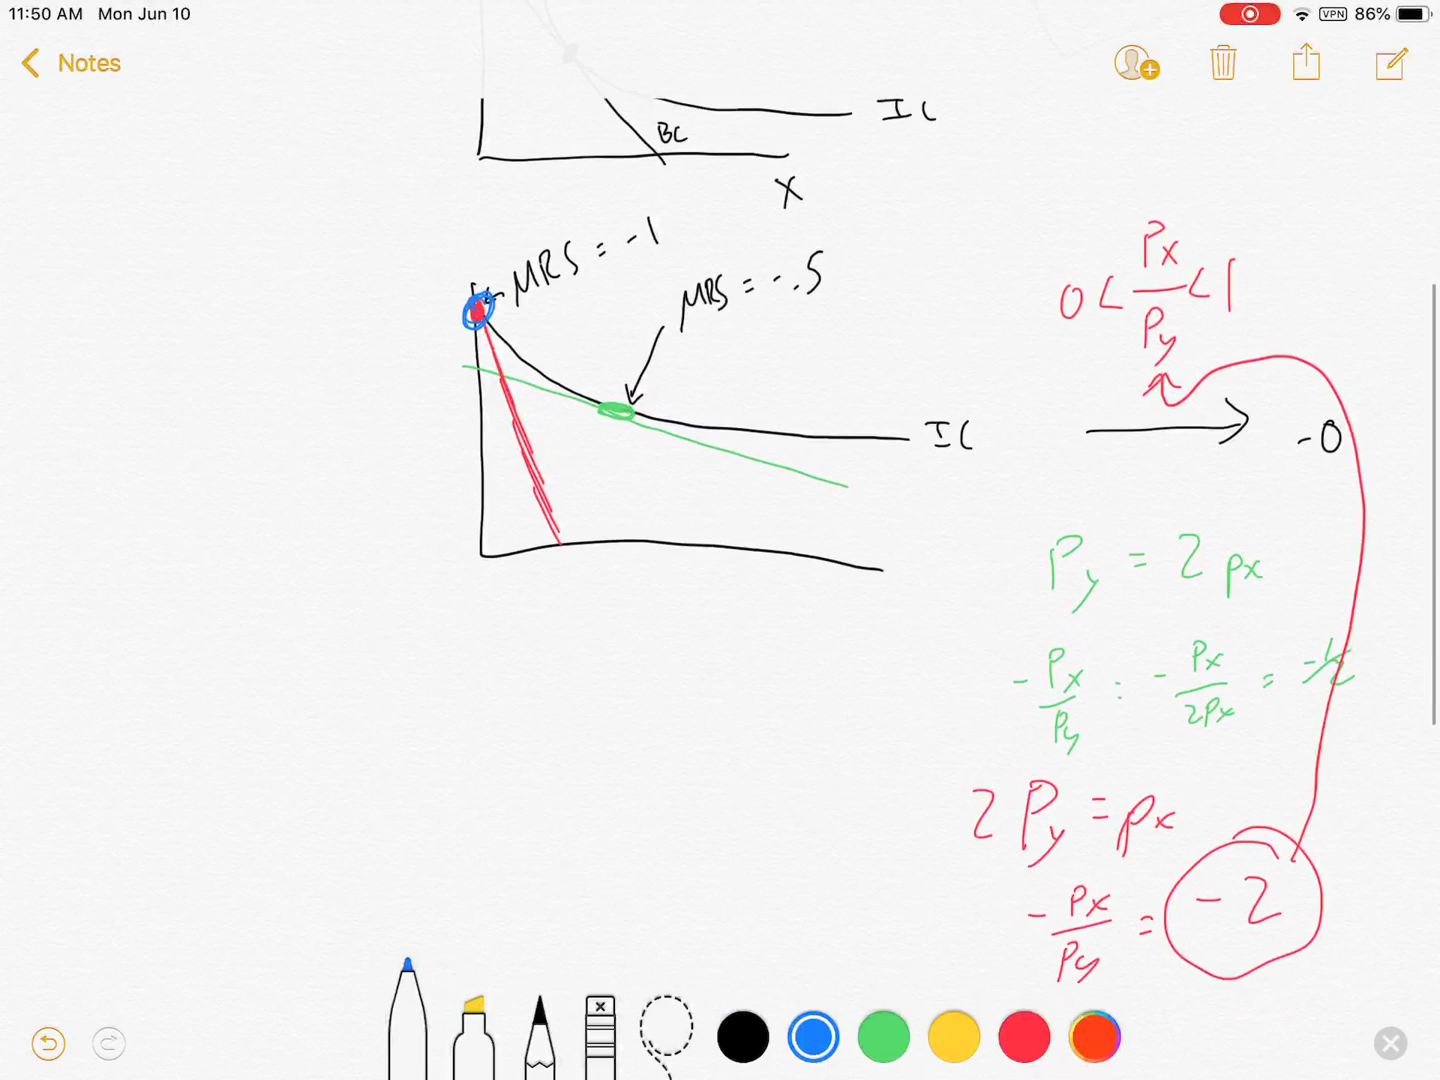 11:50 AM Mon Jun 10
VPN 86%
Notes
IC
BC
X
MRS = -1
MRS = -.5
0 < Px/Py < 1
IC
-0
Py = 2 px
- Px/Py = - Px/2Px = -1/2
2 Py = px
- Px/Py = -2